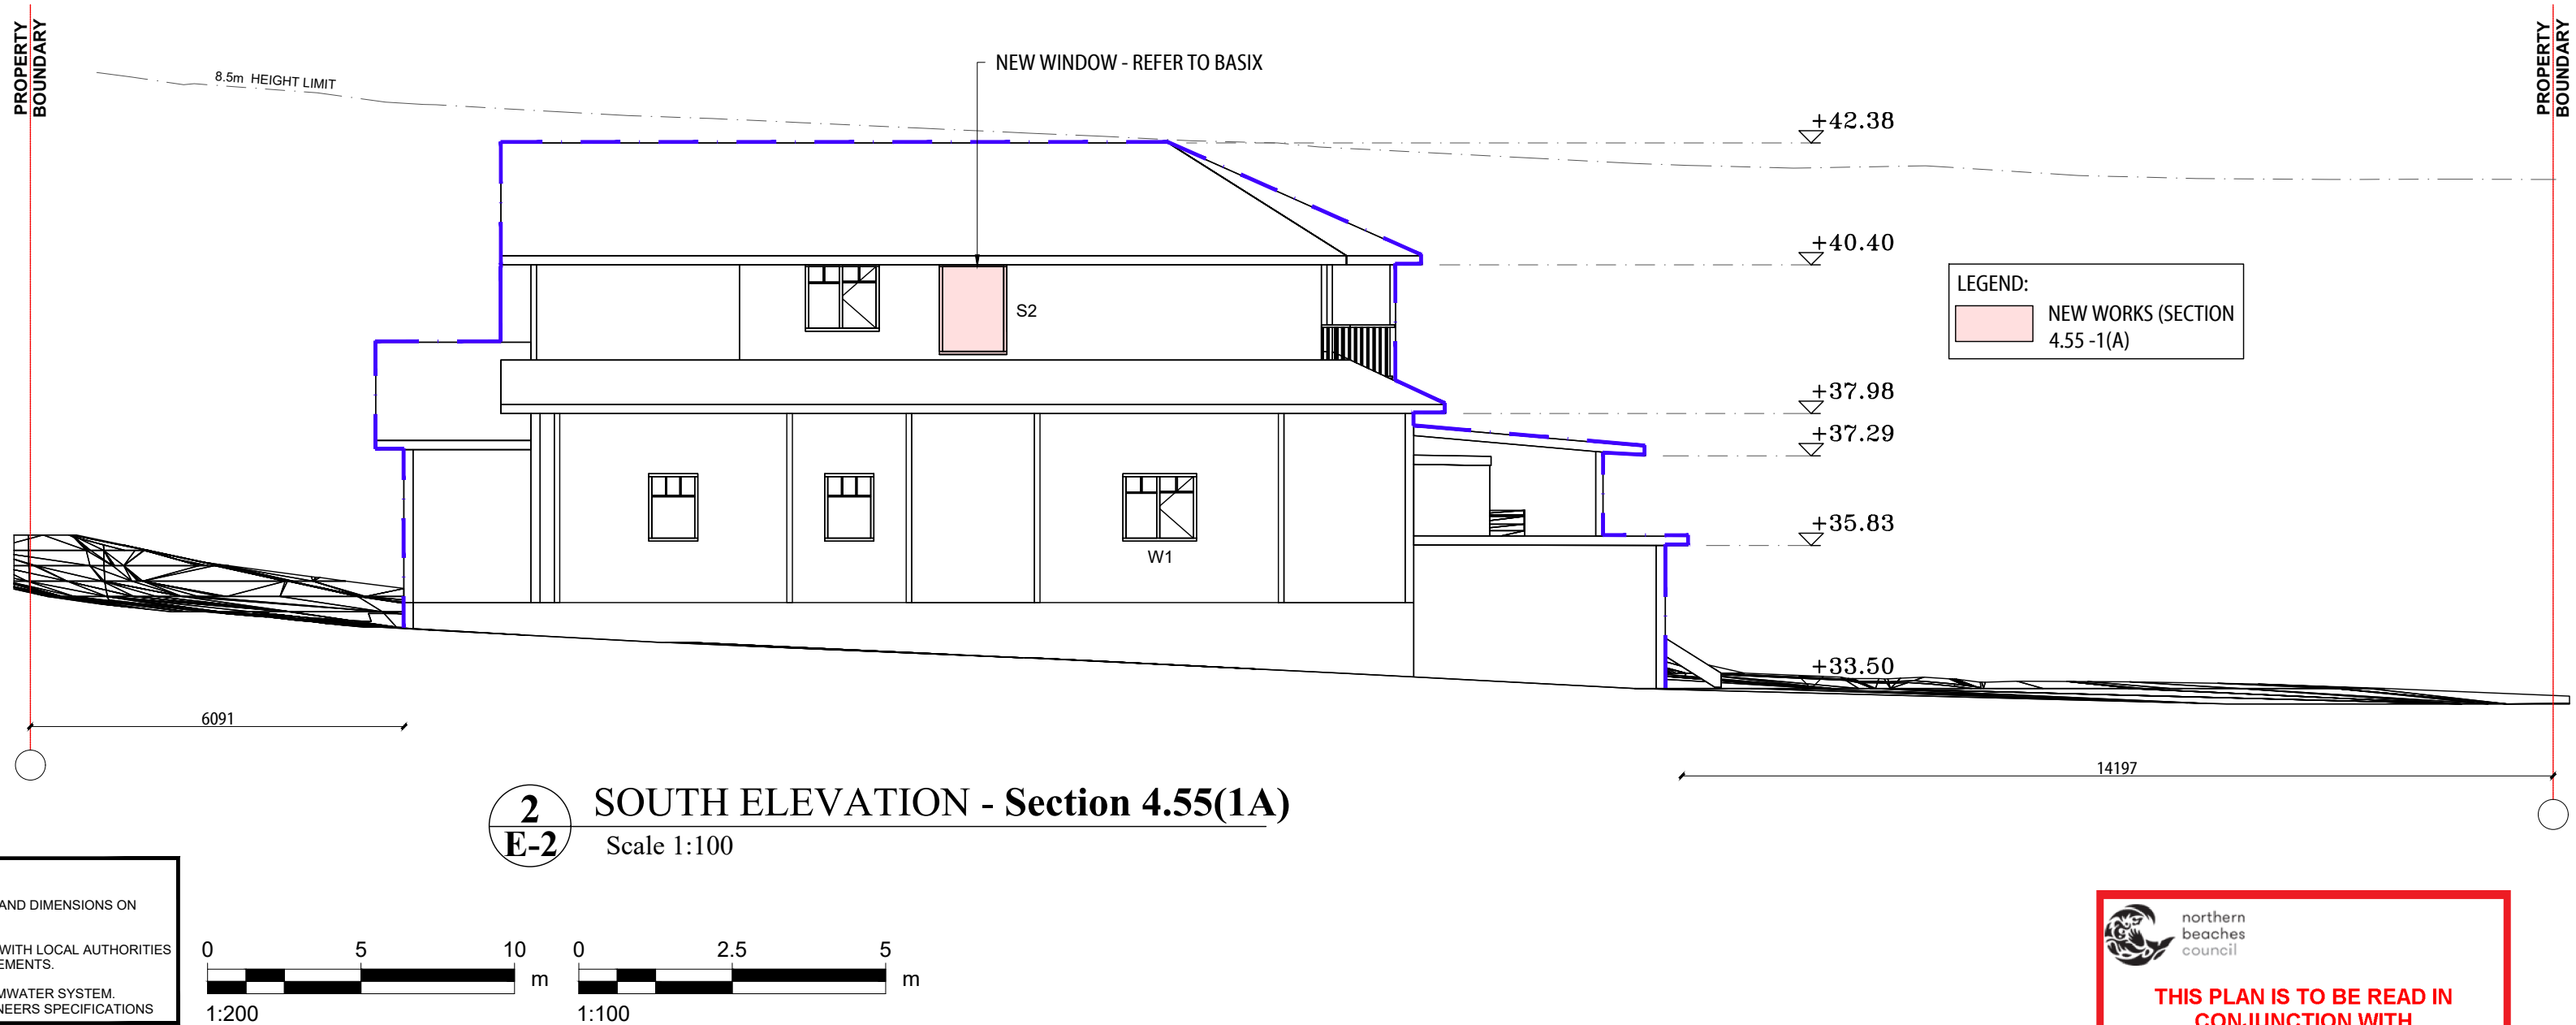 PROPERTY
BOUNDARY
PROPERTY
BOUNDARY
8.5m HEIGHT LIMIT
NEW WINDOW - REFER TO BASIX
+42.38
+40.40
LEGEND:
NEW WORKS (SECTION
4.55 -1(A)
S2
+37.98
+37.29
+35.83
W1
+33.50
6091
14197
2
E-2
SOUTH ELEVATION - Section 4.55(1A)
Scale 1:100
AND DIMENSIONS ON
WITH LOCAL AUTHORITIES
EMENTS.
MWATER SYSTEM.
NEERS SPECIFICATIONS
0 5 10 m
1:200
0 2.5 5 m
1:100
northern
beaches
council
THIS PLAN IS TO BE READ IN
CONJUNCTION WITH